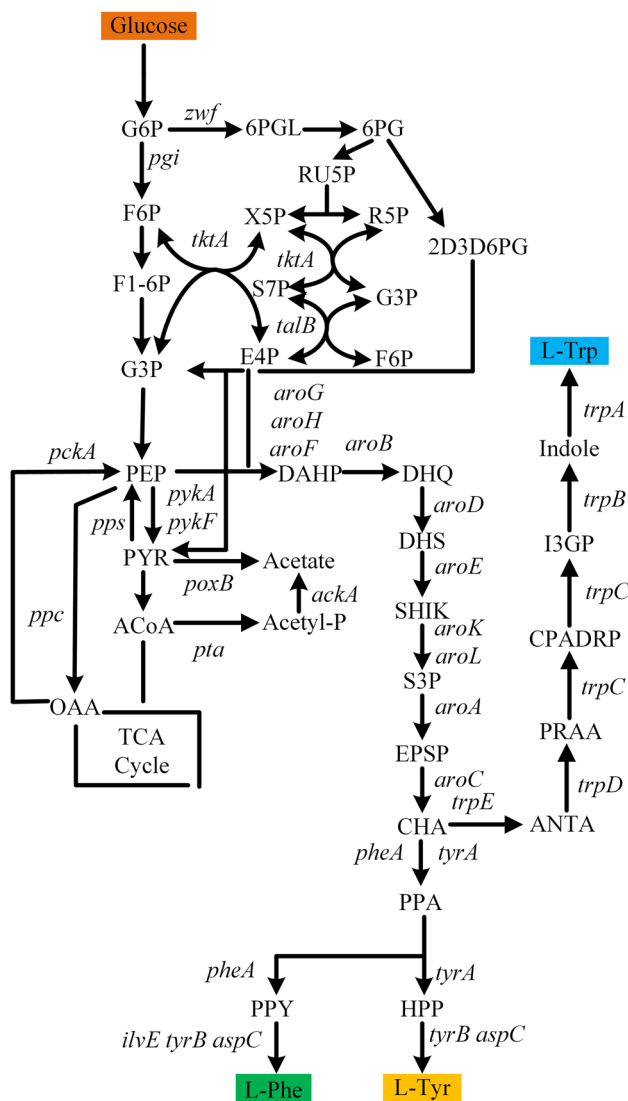 Glucose
G6P
zwf
6PGL
6PG
pgi
RU5P
F6P
X5P
R5P
tktA
tktA
2D3D6PG
F1-6P
S7P
G3P
talB
G3P
E4P
F6P
L-Trp
aroG
aroH
aroF
trpA
pckA
aroB
Indole
PEP
DAHP
DHQ
pykA
pykF
pps
aroD
trpB
PYR
Acetate
DHS
I3GP
poxB
aroE
ackA
trpC
ppc
ACoA
Acetyl-P
SHIK
pta
aroK
aroL
CPADRP
S3P
trpC
OAA
aroA
TCA
Cycle
EPSP
PRAA
aroC
trpE
trpD
CHA
ANTA
pheA
tyrA
PPA
pheA
tyrA
PPY
HPP
ilvE tyrB aspC
tyrB aspC
L-Phe
L-Tyr